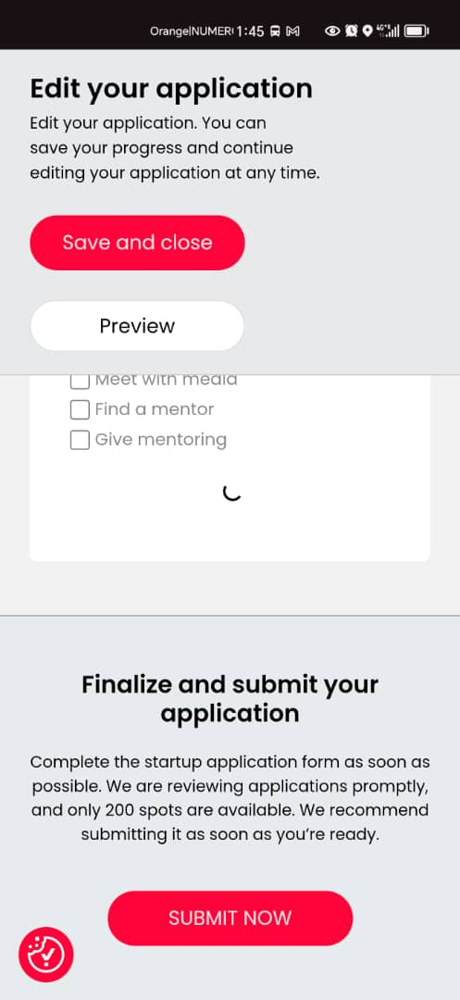 Orange|NUMERI 1:45
4G+
Edit your application
Edit your application. You can
save your progress and continue
editing your application at any time.
Save and close
Preview
Meet with media
Find a mentor
Give mentoring
Finalize and submit your
application
Complete the startup application form as soon as
possible. We are reviewing applications promptly,
and only 200 spots are available. We recommend
submitting it as soon as you’re ready.
SUBMIT NOW